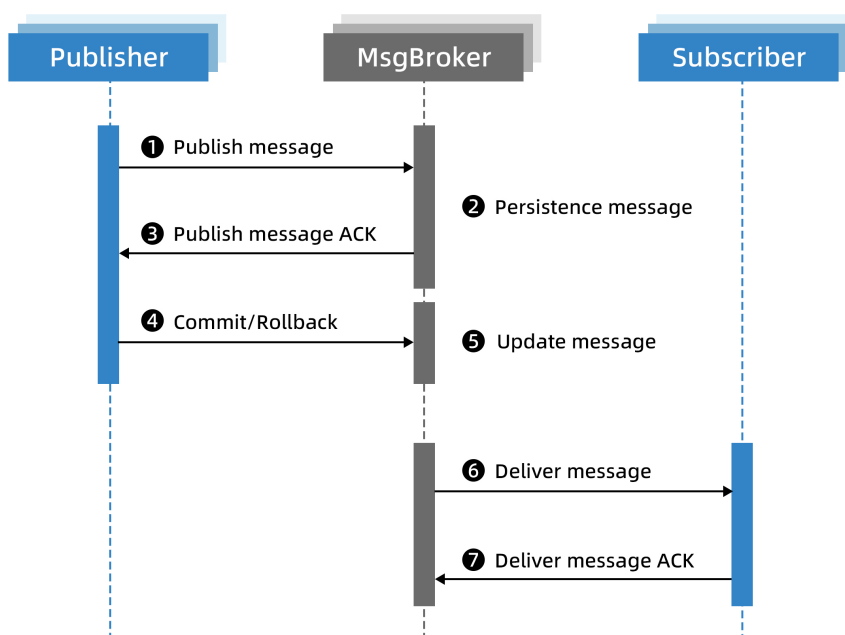 Publisher
MsgBroker
Subscriber
❶ Publish message
❷ Persistence message
❸ Publish message ACK
❹ Commit/Rollback
❺ Update message
❻ Deliver message
❼ Deliver message ACK